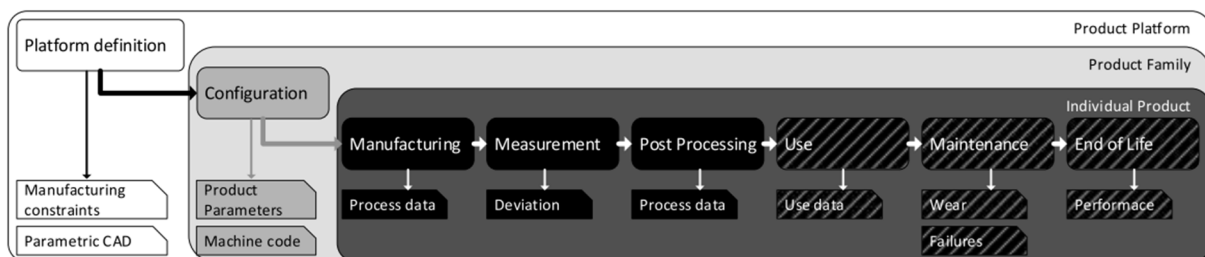 Product Platform
Platform definition
Product Family
Configuration
Individual Product
Manufacturing
Measurement
Post Processing
Use
Maintenance
End of Life
Manufacturing
constraints
Parametric CAD
Product
Parameters
Machine code
Process data
Deviation
Process data
Use data
Wear
Failures
Performace